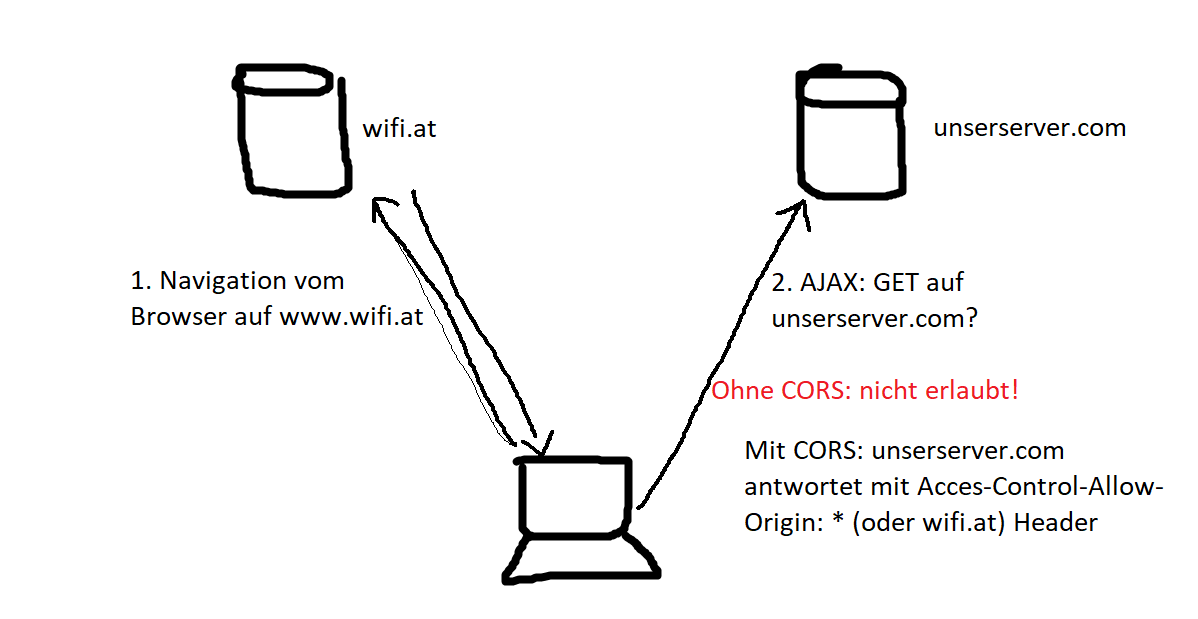 wifi.at
unserserver.com
1. Navigation vom
Browser auf www.wifi.at
2. AJAX: GET auf
unserserver.com?
Ohne CORS: nicht erlaubt!
Mit CORS: unserserver.com
antwortet mit Acces-Control-Allow-
Origin: * (oder wifi.at) Header